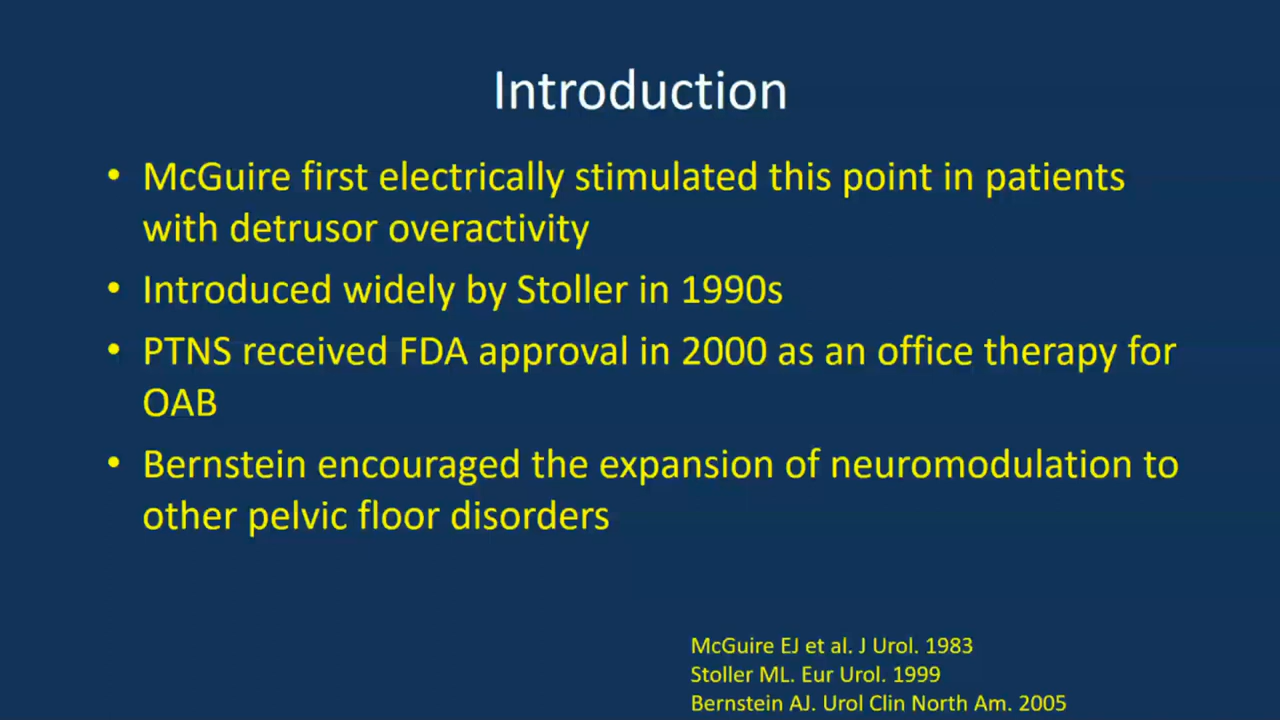 Introduction
• McGuire first electrically stimulated this point in patients
with detrusor overactivity
• Introduced widely by Stoller in 1990s
• PTNS received FDA approval in 2000 as an office therapy for
OAB
• Bernstein encouraged the expansion of neuromodulation to
other pelvic floor disorders
McGuire EJ et al. J Urol. 1983
Stoller ML. Eur Urol. 1999
Bernstein AJ. Urol Clin North Am. 2005